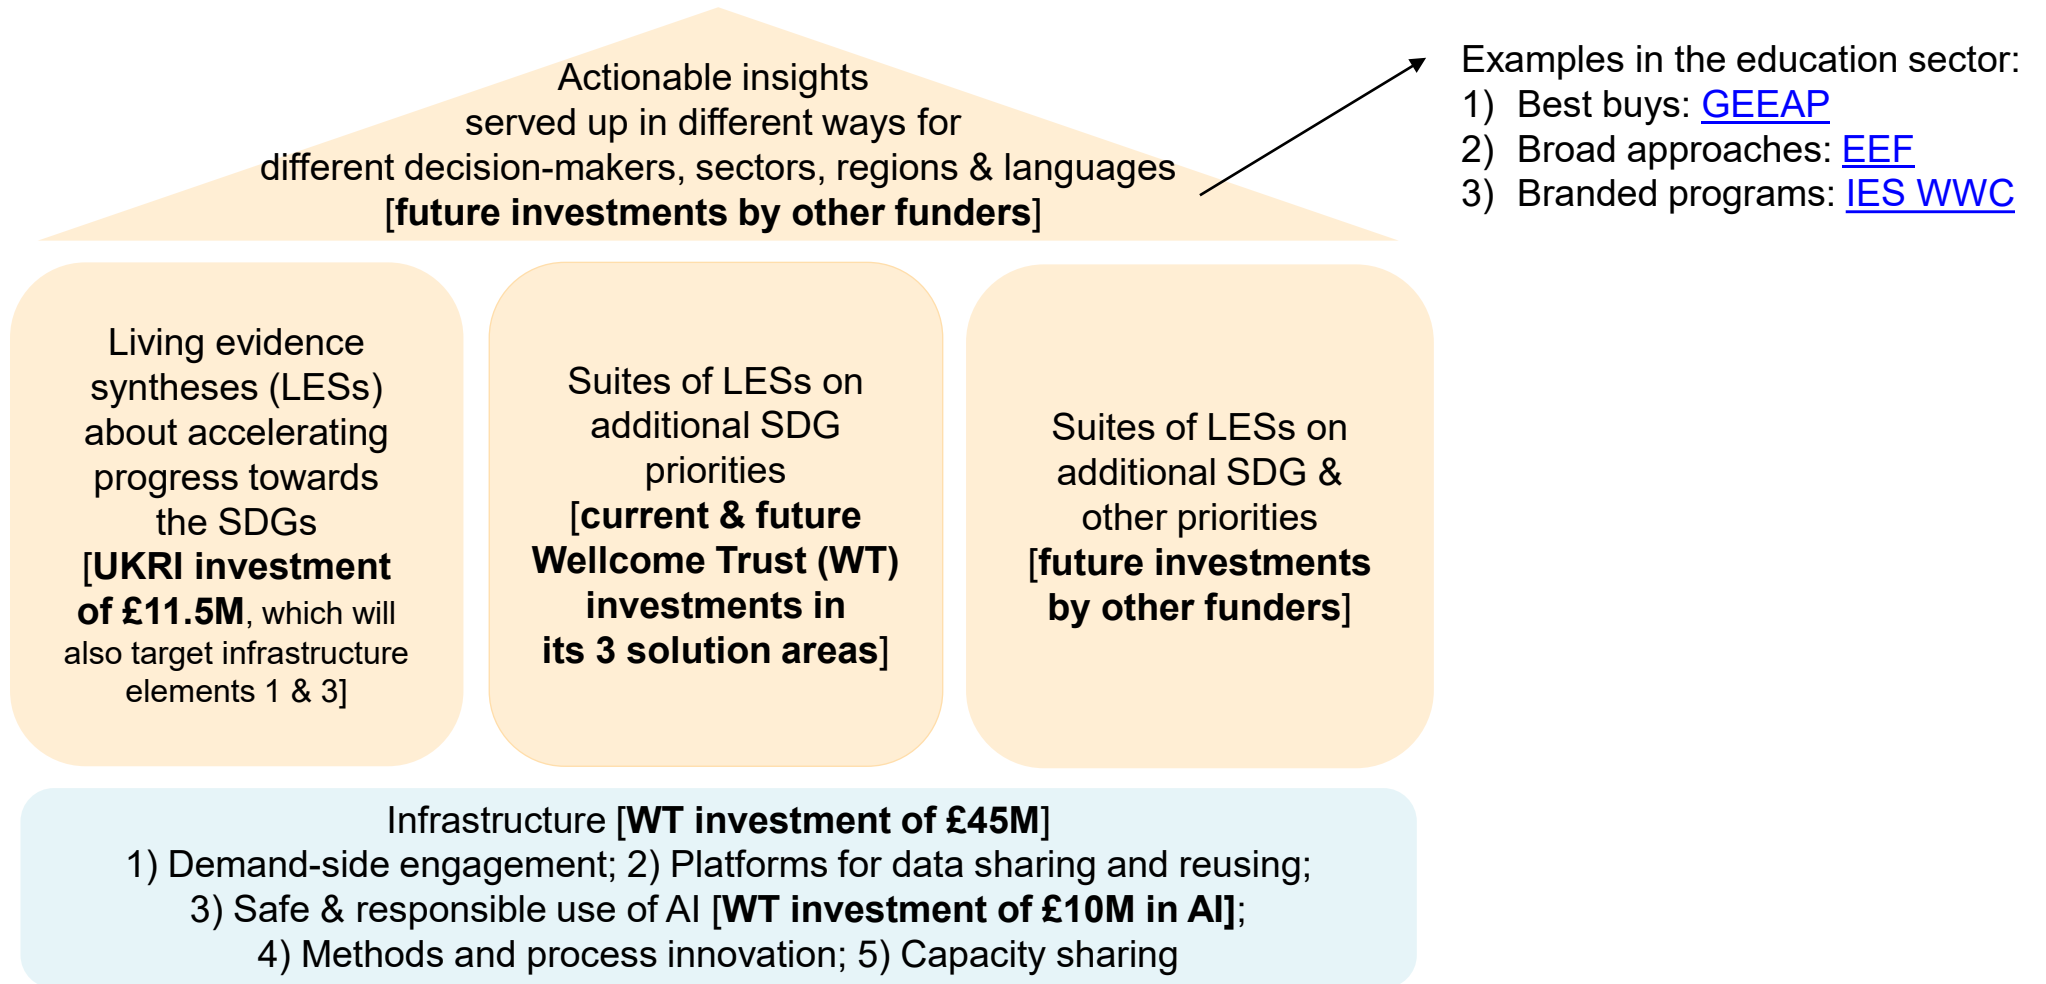 Actionable insights
served up in different ways for
different decision-makers, sectors, regions & languages
[future investments by other funders]
Examples in the education sector:
1) Best buys: GEEAP
2) Broad approaches: EEF
3) Branded programs: IES WWC
Living evidence
syntheses (LESs)
about accelerating
progress towards
the SDGs
[UKRI investment
of £11.5M, which will
also target infrastructure
elements 1 & 3]
Suites of LESs on
additional SDG
priorities
[current & future
Wellcome Trust (WT)
investments in
its 3 solution areas]
Suites of LESs on
additional SDG &
other priorities
[future investments
by other funders]
Infrastructure [WT investment of £45M]
1) Demand-side engagement; 2) Platforms for data sharing and reusing;
3) Safe & responsible use of AI [WT investment of £10M in AI];
4) Methods and process innovation; 5) Capacity sharing